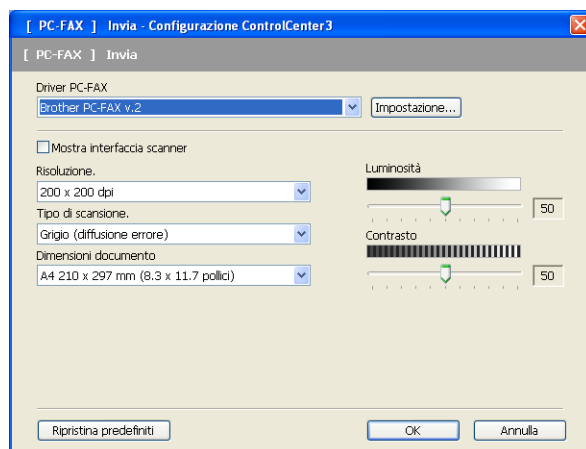 [ PC-FAX ]   Invia - Configurazione ControlCenter3
[ PC-FAX ]   Invia
Driver PC-FAX
Brother PC-FAX v.2
Impostazione...
Mostra interfaccia scanner
Risoluzione.
200 x 200 dpi
Tipo di scansione.
Grigio (diffusione errore)
Dimensioni documento
A4 210 x 297 mm (8.3 x 11.7 pollici)
Luminosità
50
Contrasto
50
Ripristina predefiniti
OK
Annulla